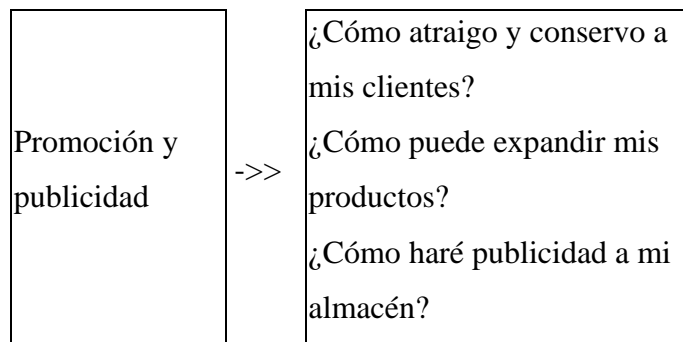 Promoción y
publicidad
->>
¿Cómo atraigo y conservo a
mis clientes?
¿Cómo puede expandir mis
productos?
¿Cómo haré publicidad a mi
almacén?